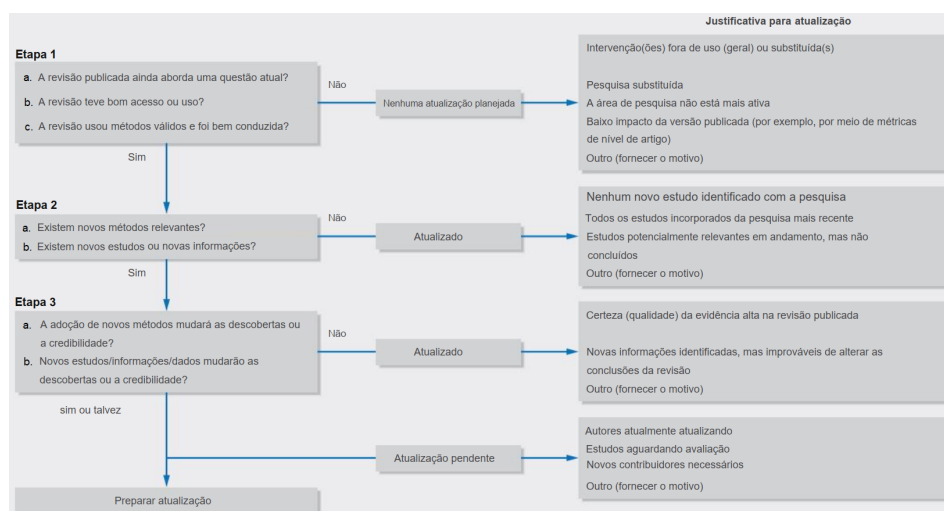 Justificativa para atualização
Etapa 1
a. A revisão publicada ainda aborda uma questão atual?
b. A revisão teve bom acesso ou uso?
c. A revisão usou métodos válidos e foi bem conduzida?
Não
Nenhuma atualização planejada
Intervenção(ões) fora de uso (geral) ou substituída(s)
Pesquisa substituída
A área de pesquisa não está mais ativa
Baixo impacto da versão publicada (por exemplo, por meio de métricas
de nível de artigo)
Outro (fornecer o motivo)
Sim
Etapa 2
a. Existem novos métodos relevantes?
b. Existem novos estudos ou novas informações?
Não
Atualizado
Nenhum novo estudo identificado com a pesquisa
Todos os estudos incorporados da pesquisa mais recente
Estudos potencialmente relevantes em andamento, mas não
concluídos
Outro (fornecer o motivo)
Sim
Etapa 3
a. A adoção de novos métodos mudará as descobertas ou
a credibilidade?
b. Novos estudos/informações/dados mudarão as
descobertas ou a credibilidade?
Não
Atualizado
Certeza (qualidade) da evidência alta na revisão publicada
Novas informações identificadas, mas improváveis de alterar as
conclusões da revisão
Outro (fornecer o motivo)
sim ou talvez
Atualização pendente
Autores atualmente atualizando
Estudos aguardando avaliação
Novos contribuidores necessários
Outro (fornecer o motivo)
Preparar atualização